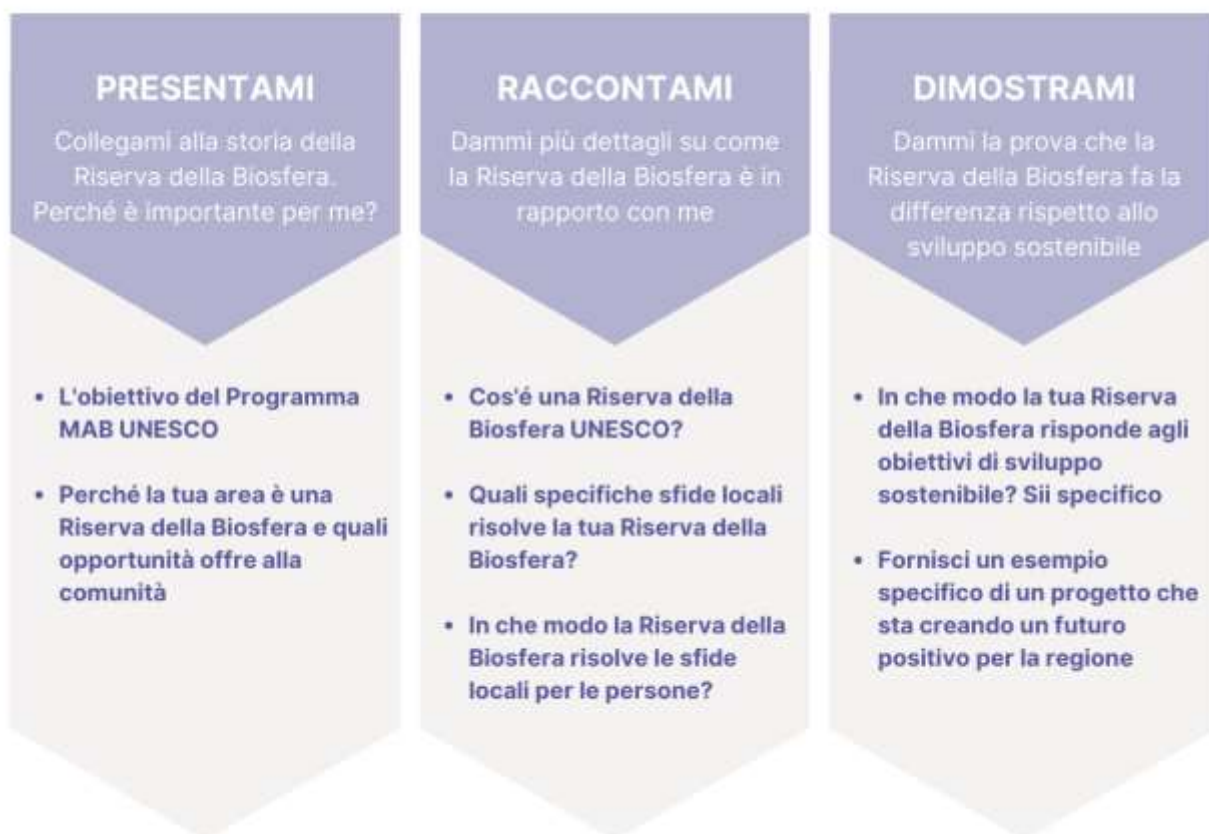 PRESENTAMI
Collegami alla storia della
Riserva della Biosfera.
Perché è importante per me?
• L'obiettivo del Programma
MAB UNESCO
• Perché la tua area è una
Riserva della Biosfera e quali
opportunità offre alla
comunità
RACCONTAMI
Dammi più dettagli su come
la Riserva della Biosfera è in
rapporto con me
• Cos'é una Riserva della
Biosfera UNESCO?
• Quali specifiche sfide locali
risolve la tua Riserva della
Biosfera?
• In che modo la Riserva della
Biosfera risolve le sfide
locali per le persone?
DIMOSTRAMI
Dammi la prova che la
Riserva della Biosfera fa la
differenza rispetto allo
sviluppo sostenibile
• In che modo la tua Riserva
della Biosfera risponde agli
obiettivi di sviluppo
sostenibile? Sii specifico
• Fornisci un esempio
specifico di un progetto che
sta creando un futuro
positivo per la regione